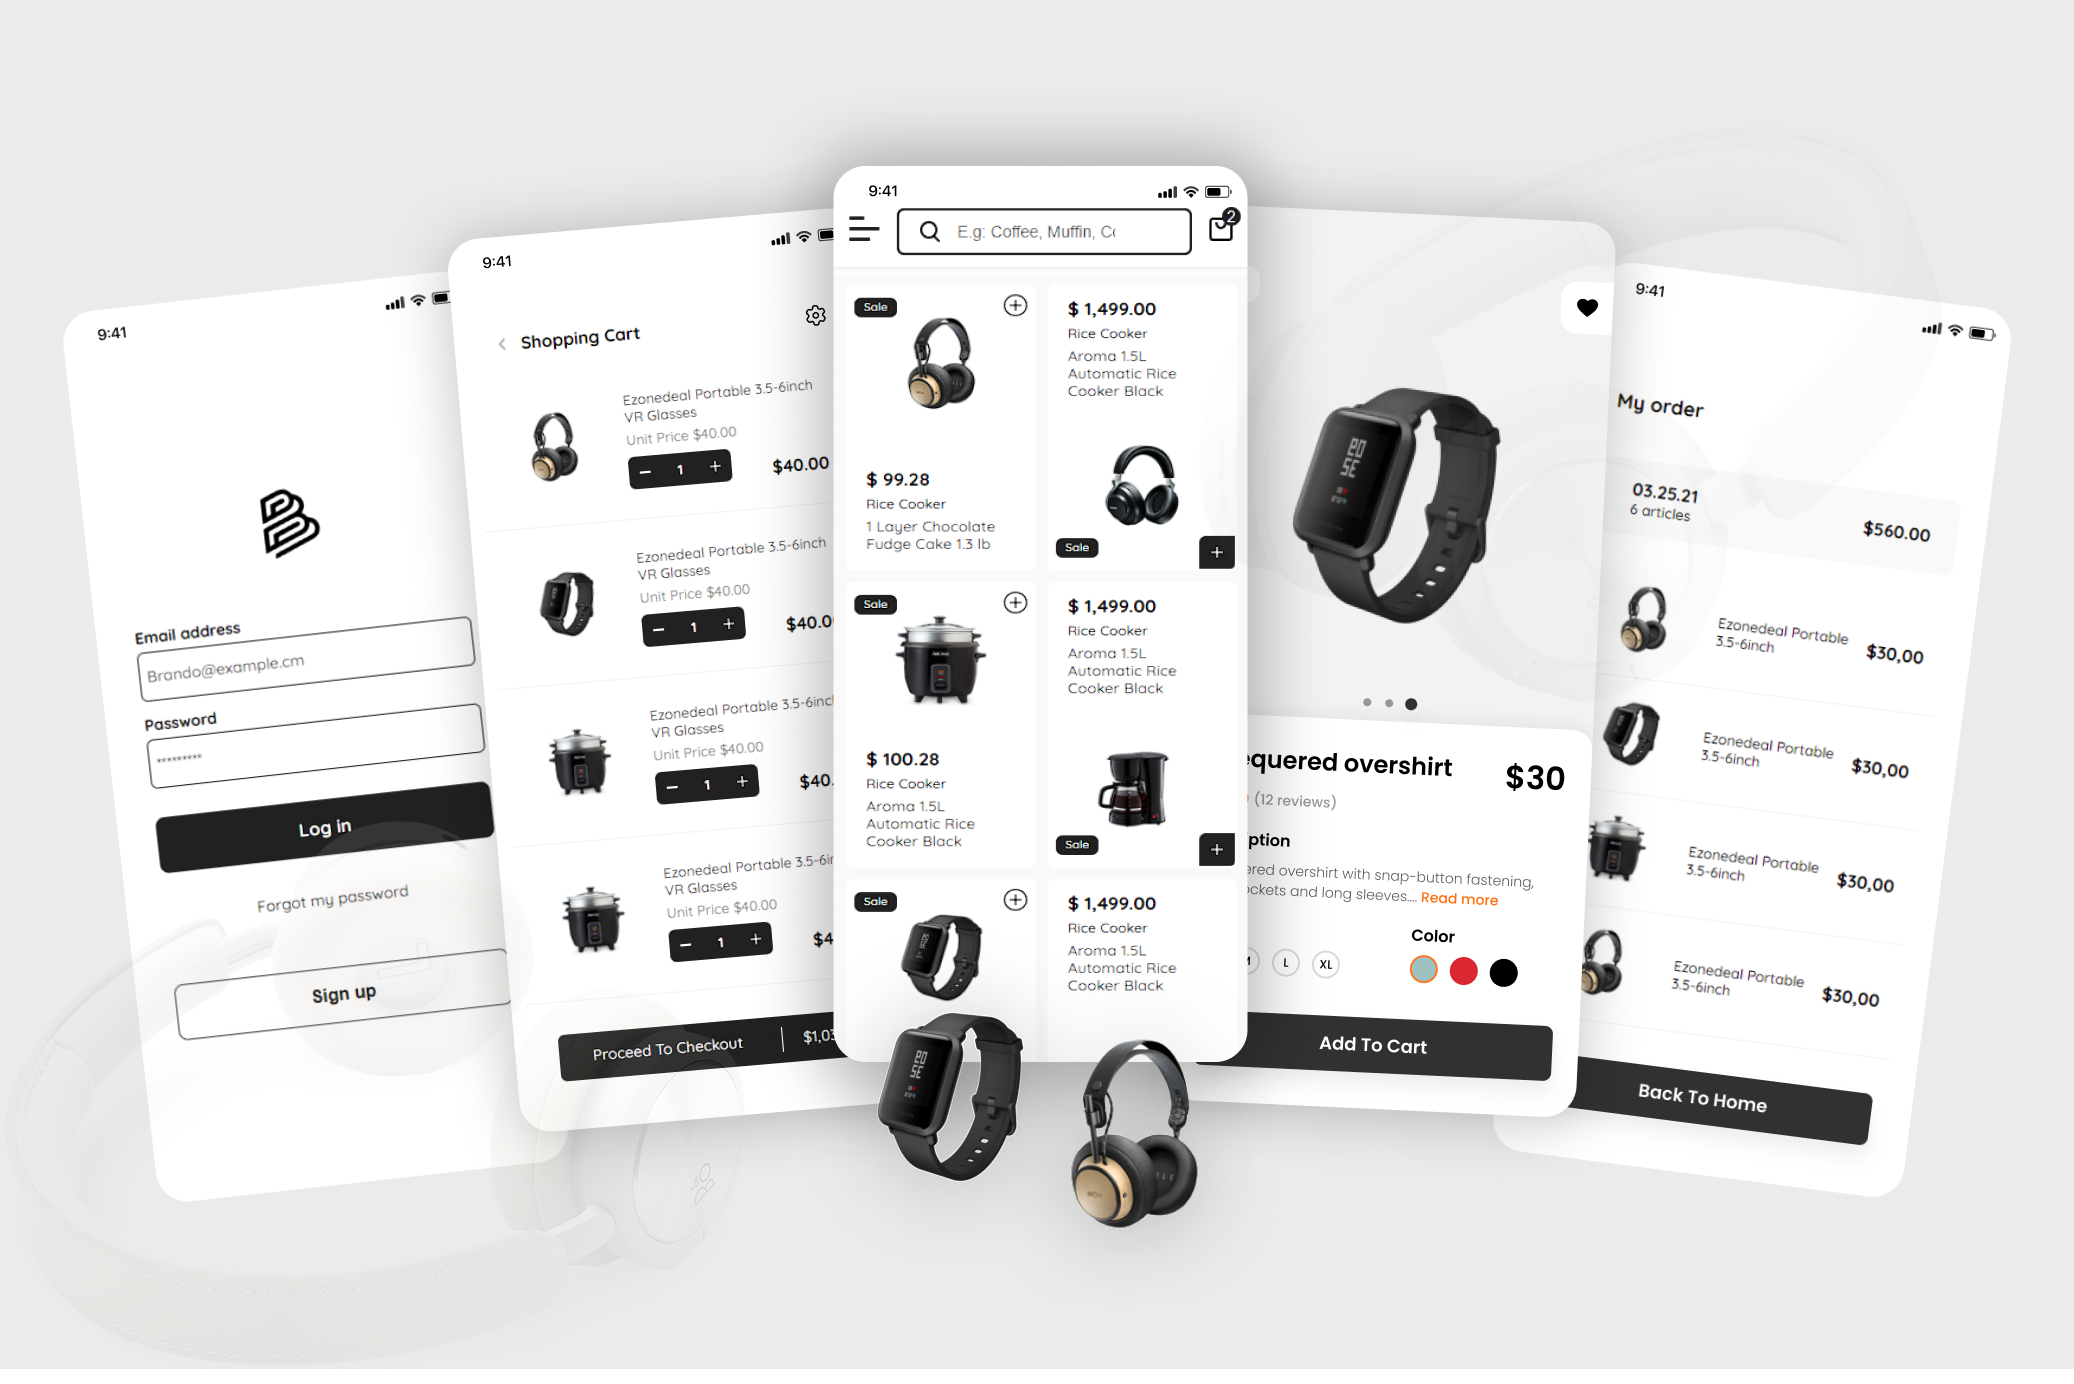 9:41
Email address
Brando@example.cm
Password
*********
Log in
Forgot my password
Sign up
9:41
Shopping Cart
Ezonedeal Portable 3.5-6inch
VR Glasses
Unit Price $40.00
1
$40.00
Ezonedeal Portable 3.5-6inch
VR Glasses
Unit Price $40.00
1
$40.0
Ezonedeal Portable 3.5-6inch
VR Glasses
Unit Price $40.00
1
$40.
Ezonedeal Portable 3.5-6in
VR Glasses
Unit Price $40.00
1
$4
Proceed To Checkout
$1,03
9:41
E.g: Coffee, Muffin, Co
2
Sale
$ 99.28
Rice Cooker
1 Layer Chocolate
Fudge Cake 1.3 lb
$ 1,499.00
Rice Cooker
Aroma 1.5L
Automatic Rice
Cooker Black
Sale
Sale
$ 100.28
Rice Cooker
Aroma 1.5L
Automatic Rice
Cooker Black
$ 1,499.00
Rice Cooker
Aroma 1.5L
Automatic Rice
Cooker Black
Sale
Sale
$ 1,499.00
Rice Cooker
Aroma 1.5L
Automatic Rice
Cooker Black
equered overshirt
$30
(12 reviews)
ption
ered overshirt with snap-button fastening,
ockets and long sleeves.... Read more
Color
M
L
XL
Add To Cart
9:41
My order
03.25.21
6 articles
$560.00
Ezonedeal Portable
3.5-6inch
$30,00
Ezonedeal Portable
3.5-6inch
$30,00
Ezonedeal Portable
3.5-6inch
$30,00
Ezonedeal Portable
3.5-6inch
$30,00
Back To Home